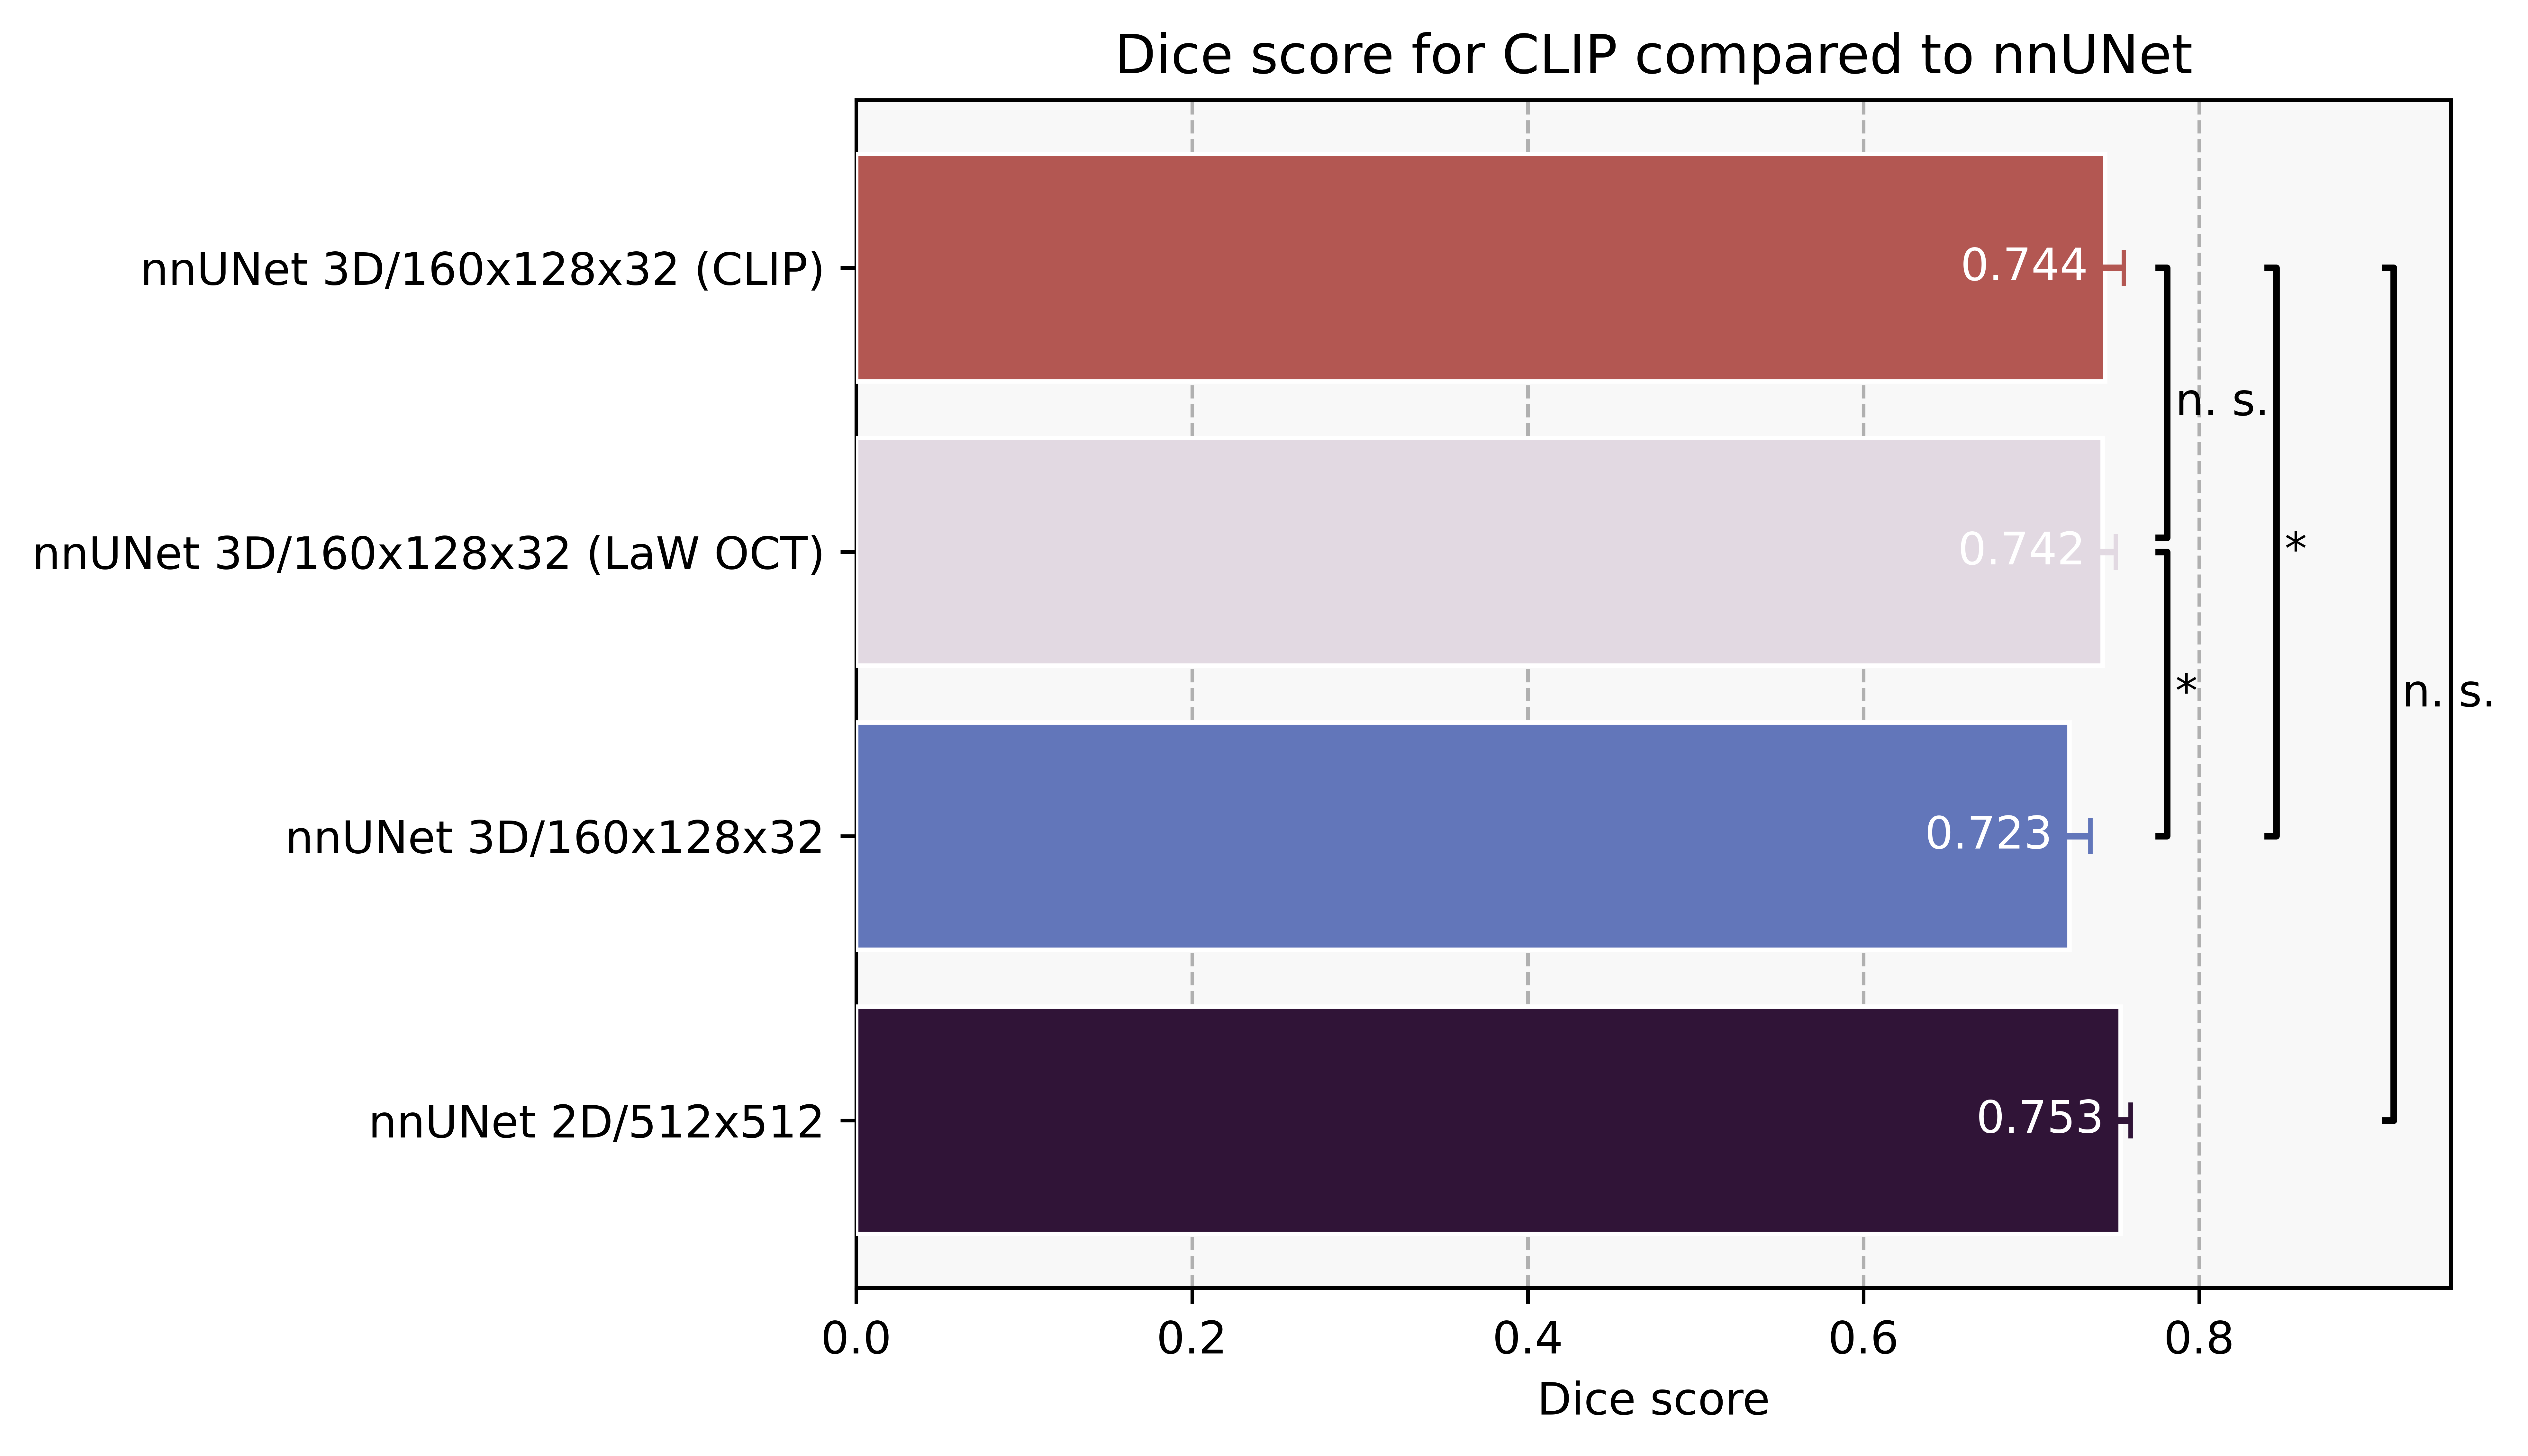 Dice score for CLIP compared to nnUNet
nnUNet 3D/160x128x32 (CLIP)
0.744
n. s.
nnUNet 3D/160x128x32 (LaW OCT)
0.742
*
*
n. s.
nnUNet 3D/160x128x32
0.723
nnUNet 2D/512x512
0.753
0.0 0.2 0.4 0.6 0.8
Dice score